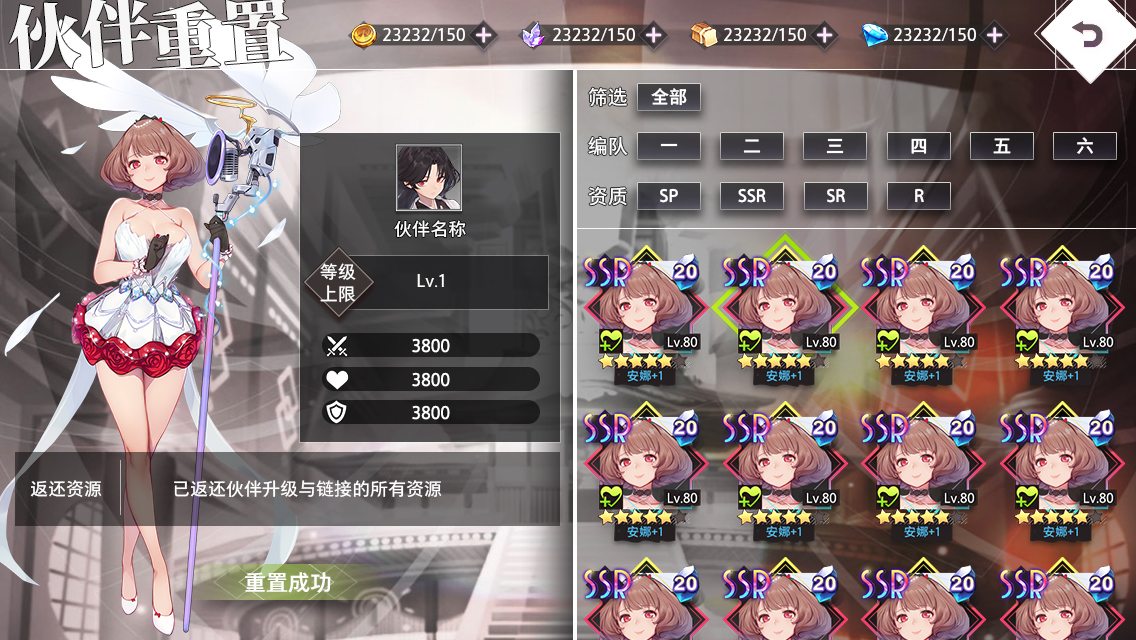 伙伴重置
23232/150 23232/150 23232/150 23232/150
筛选 全部
编队 一 二 三 四 五 六
资质 SP SSR SR R
伙伴名称
等级
上限
Lv.1
3800
3800
3800
返还资源 已返还伙伴升级与链接的所有资源
重置成功
SSR 20 SSR 20 SSR 20 SSR 20
Lv.80 Lv.80 Lv.80 Lv.80
安娜+1 安娜+1 安娜+1 安娜+1
SSR 20 SSR 20 SSR 20 SSR 20
Lv.80 Lv.80 Lv.80 Lv.80
安娜+1 安娜+1 安娜+1 安娜+1
SSR 20 SSR 20 SSR 20 SSR 20